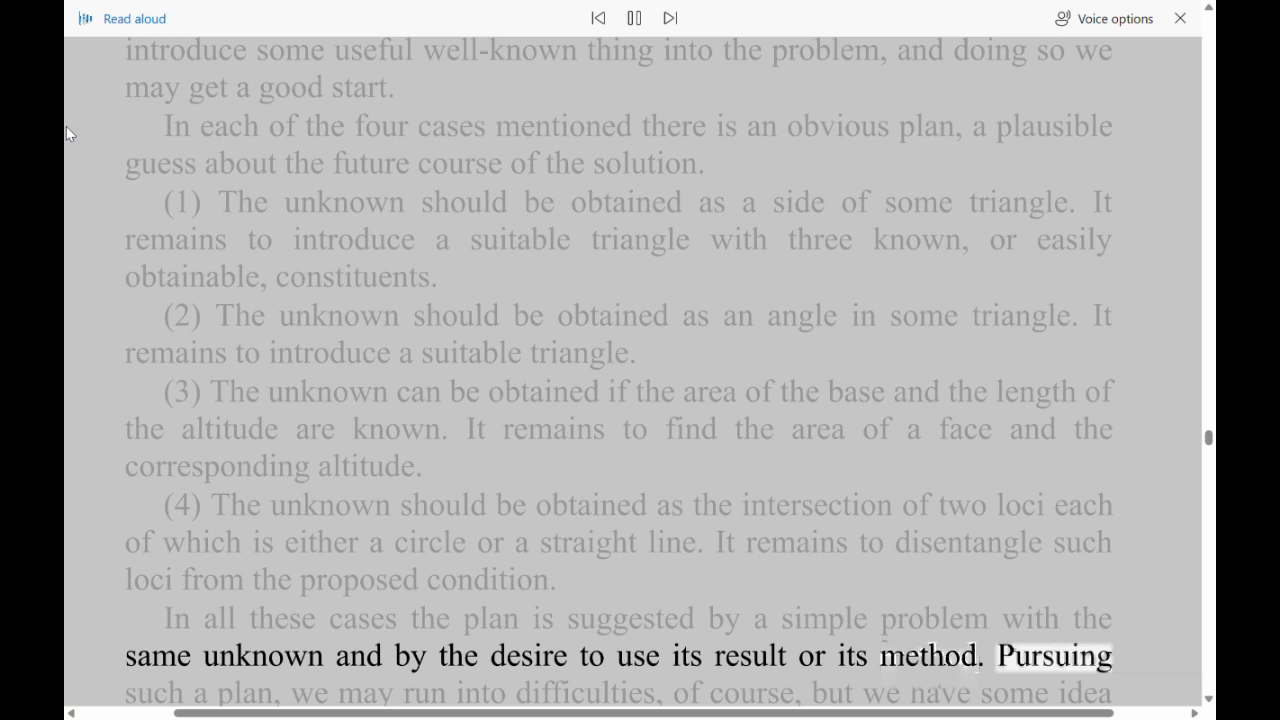 Read aloud
Voice options
introduce some useful well-known thing into the problem, and doing so we
may get a good start.
In each of the four cases mentioned there is an obvious plan, a plausible
guess about the future course of the solution.
(1) The unknown should be obtained as a side of some triangle. It
remains to introduce a suitable triangle with three known, or easily
obtainable, constituents.
(2) The unknown should be obtained as an angle in some triangle. It
remains to introduce a suitable triangle.
(3) The unknown can be obtained if the area of the base and the length of
the altitude are known. It remains to find the area of a face and the
corresponding altitude.
(4) The unknown should be obtained as the intersection of two loci each
of which is either a circle or a straight line. It remains to disentangle such
loci from the proposed condition.
In all these cases the plan is suggested by a simple problem with the
same unknown and by the desire to use its result or its method. Pursuing
such a plan, we may run into difficulties, of course, but we have some idea